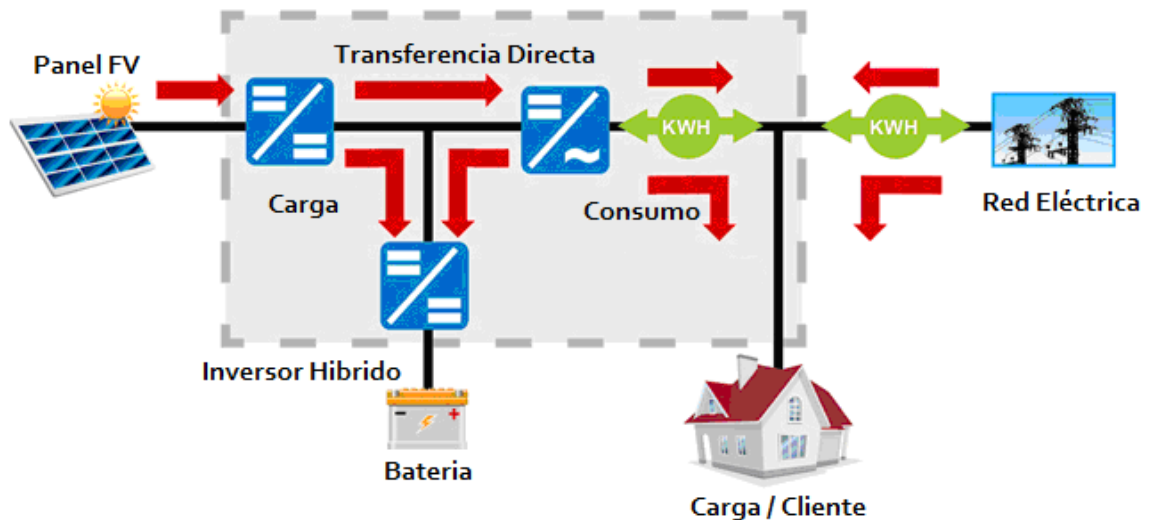 Transferencia Directa
Panel FV
KWH
KWH
Carga
Consumo
Red Eléctrica
Inversor Hibrido
Bateria
Carga / Cliente